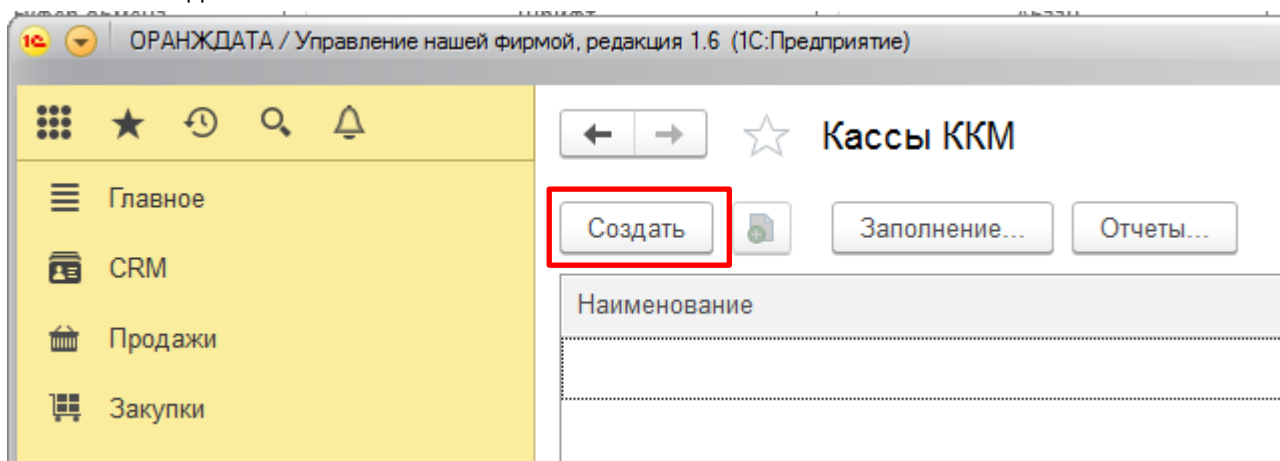 1С ОРАНЖДАТА / Управление нашей фирмой, редакция 1.6 (1С:Предприятие)
Кассы ККМ
Главное
Создать Заполнение... Отчеты...
CRM
Наименование
Продажи
Закупки